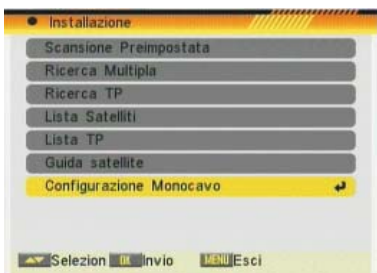 Installazione
Scansione Preimpostata
Ricerca Multipla
Ricerca TP
Lista Satelliti
Lista TP
Guida satellite
Configurazione Monocavo
Selezion OK Invio MENU Esci